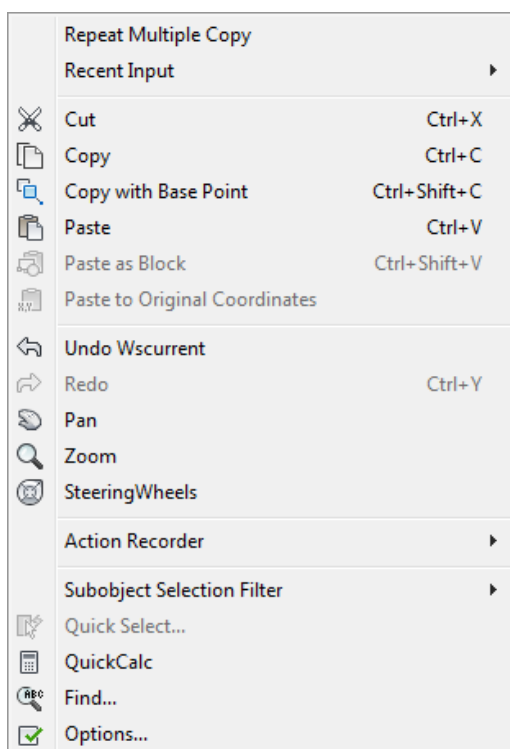 Repeat Multiple Copy
Recent Input
Cut Ctrl+X
Copy Ctrl+C
Copy with Base Point Ctrl+Shift+C
Paste Ctrl+V
Paste as Block Ctrl+Shift+V
Paste to Original Coordinates
Undo Wscurrent
Redo Ctrl+Y
Pan
Zoom
SteeringWheels
Action Recorder
Subobject Selection Filter
Quick Select...
QuickCalc
Find...
Options...